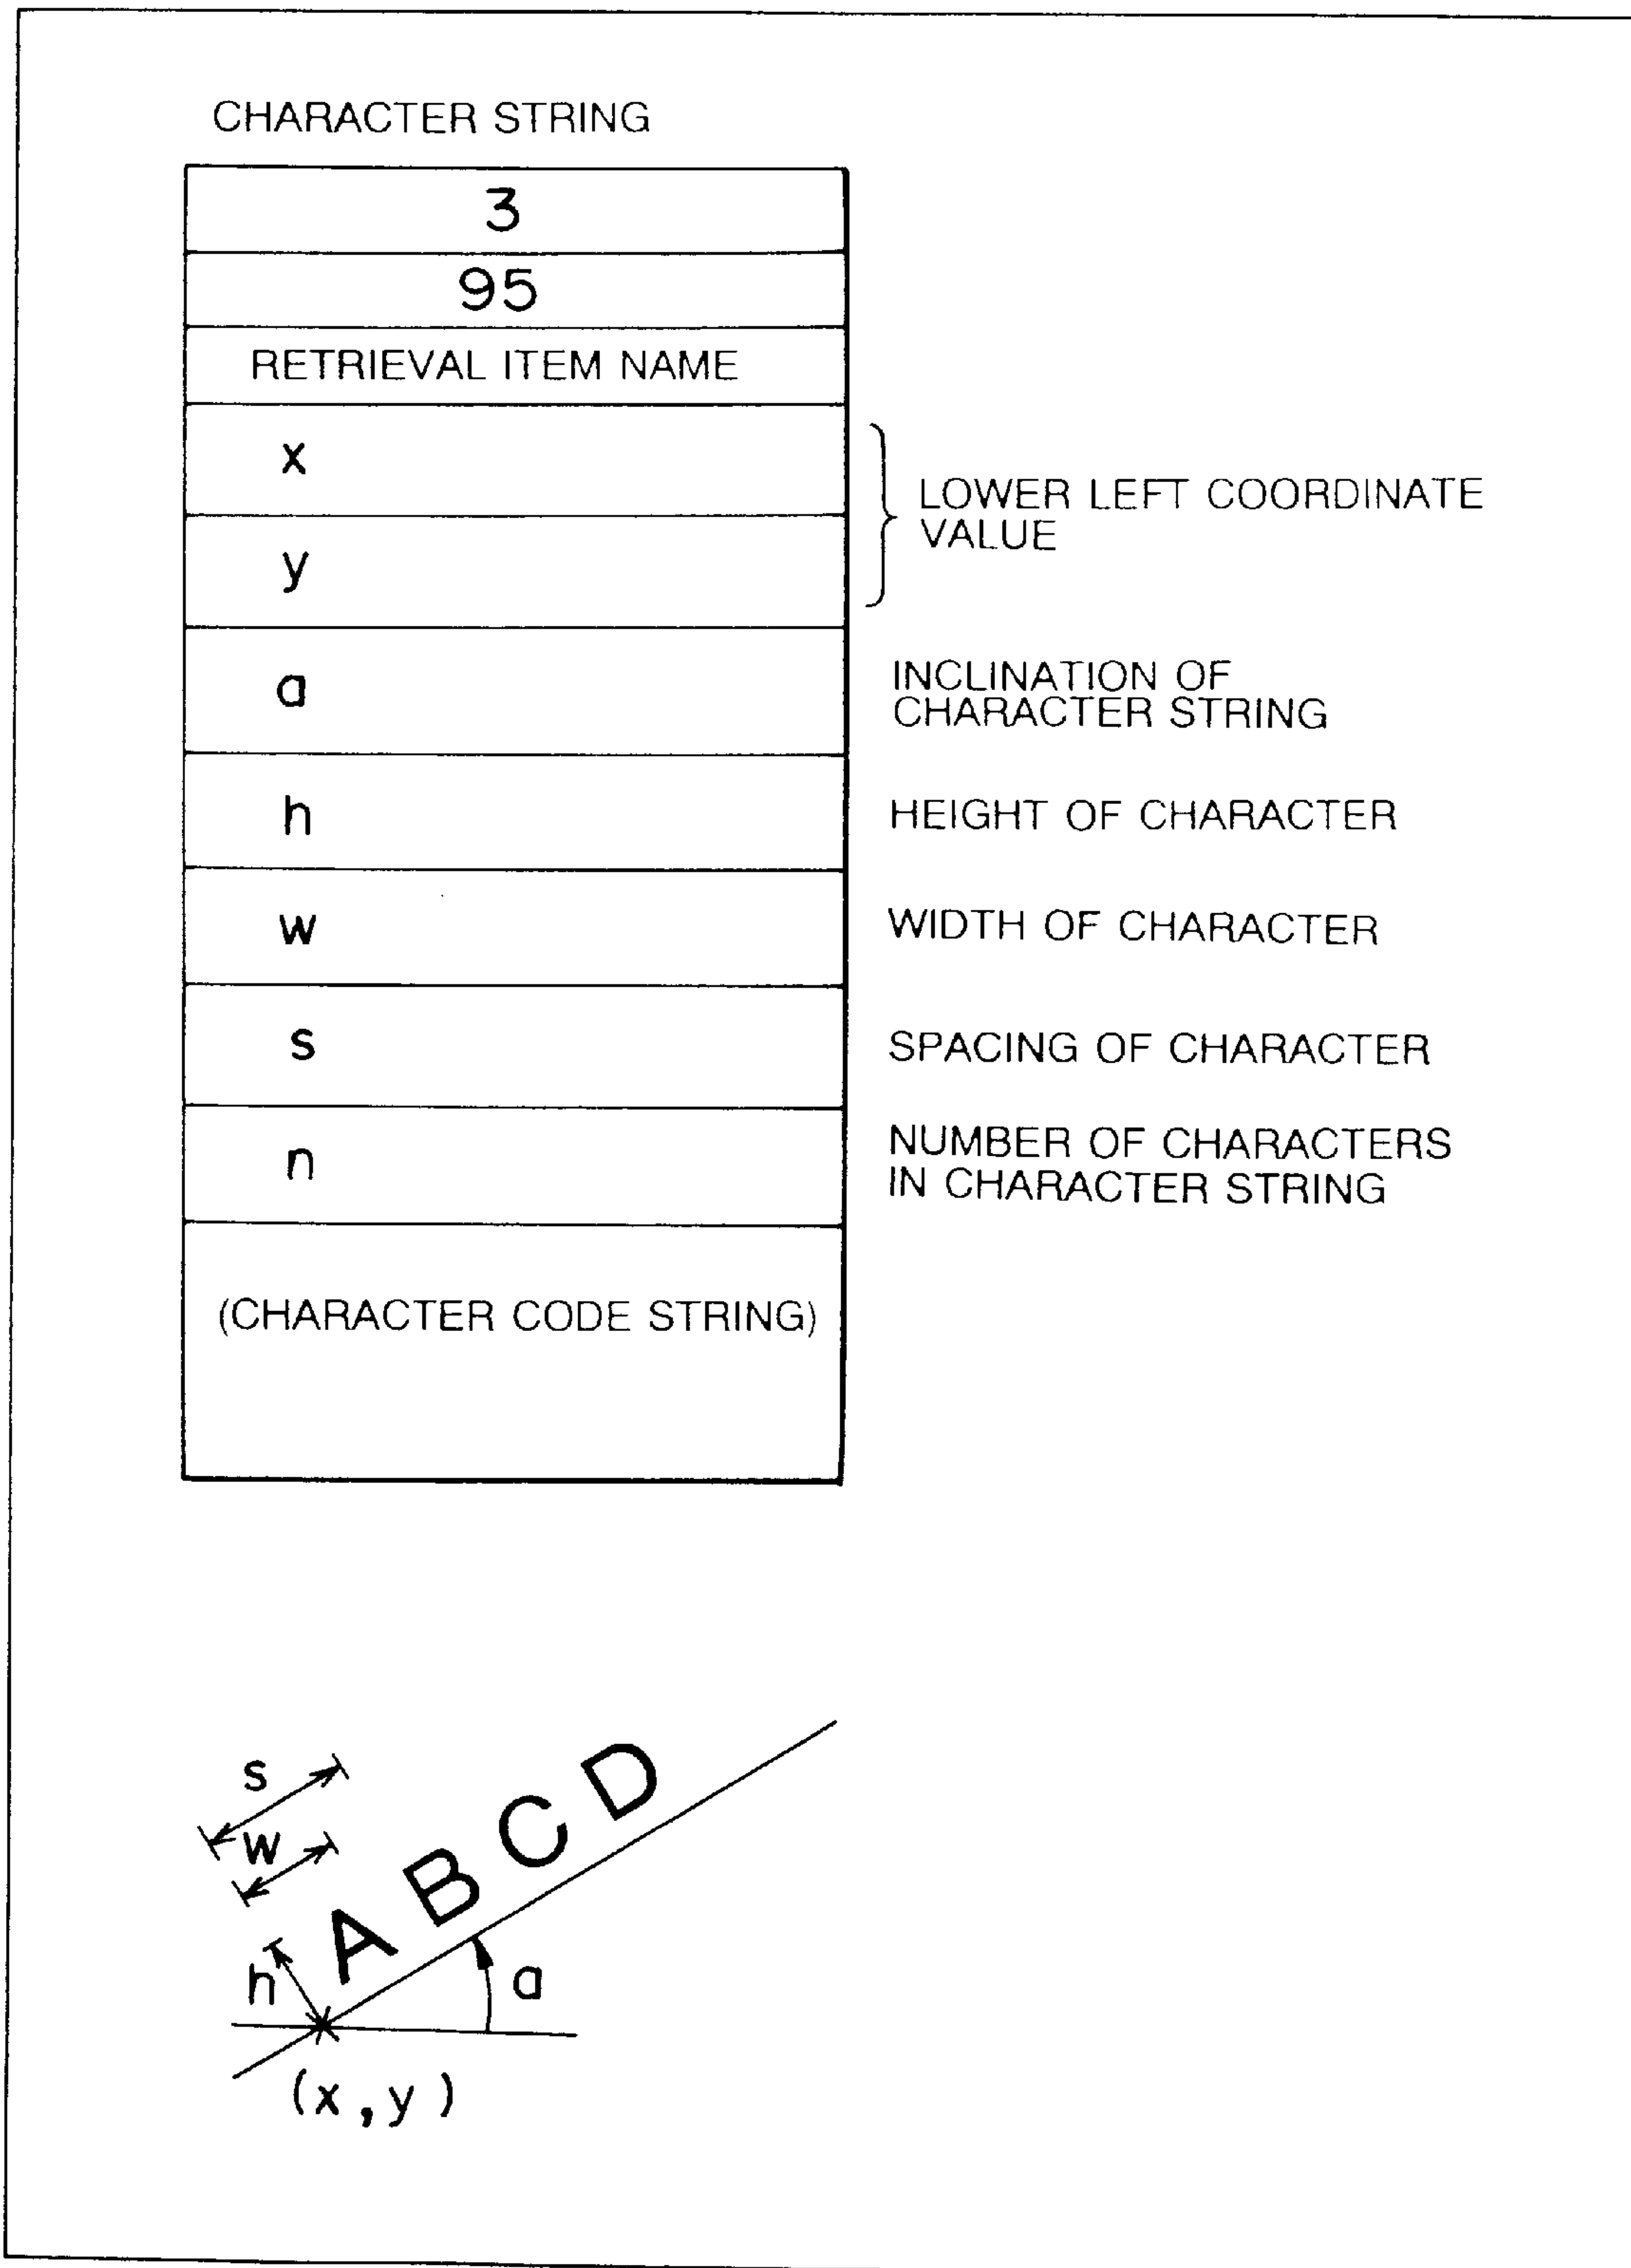 CHARACTER STRING
3
95
RETRIEVAL ITEM NAME
x
y
LOWER LEFT COORDINATE
VALUE
a
INCLINATION OF
CHARACTER STRING
h
HEIGHT OF CHARACTER
w
WIDTH OF CHARACTER
s
SPACING OF CHARACTER
n
NUMBER OF CHARACTERS
IN CHARACTER STRING
(CHARACTER CODE STRING)
s
w
A B C D
h
a
(x,y)